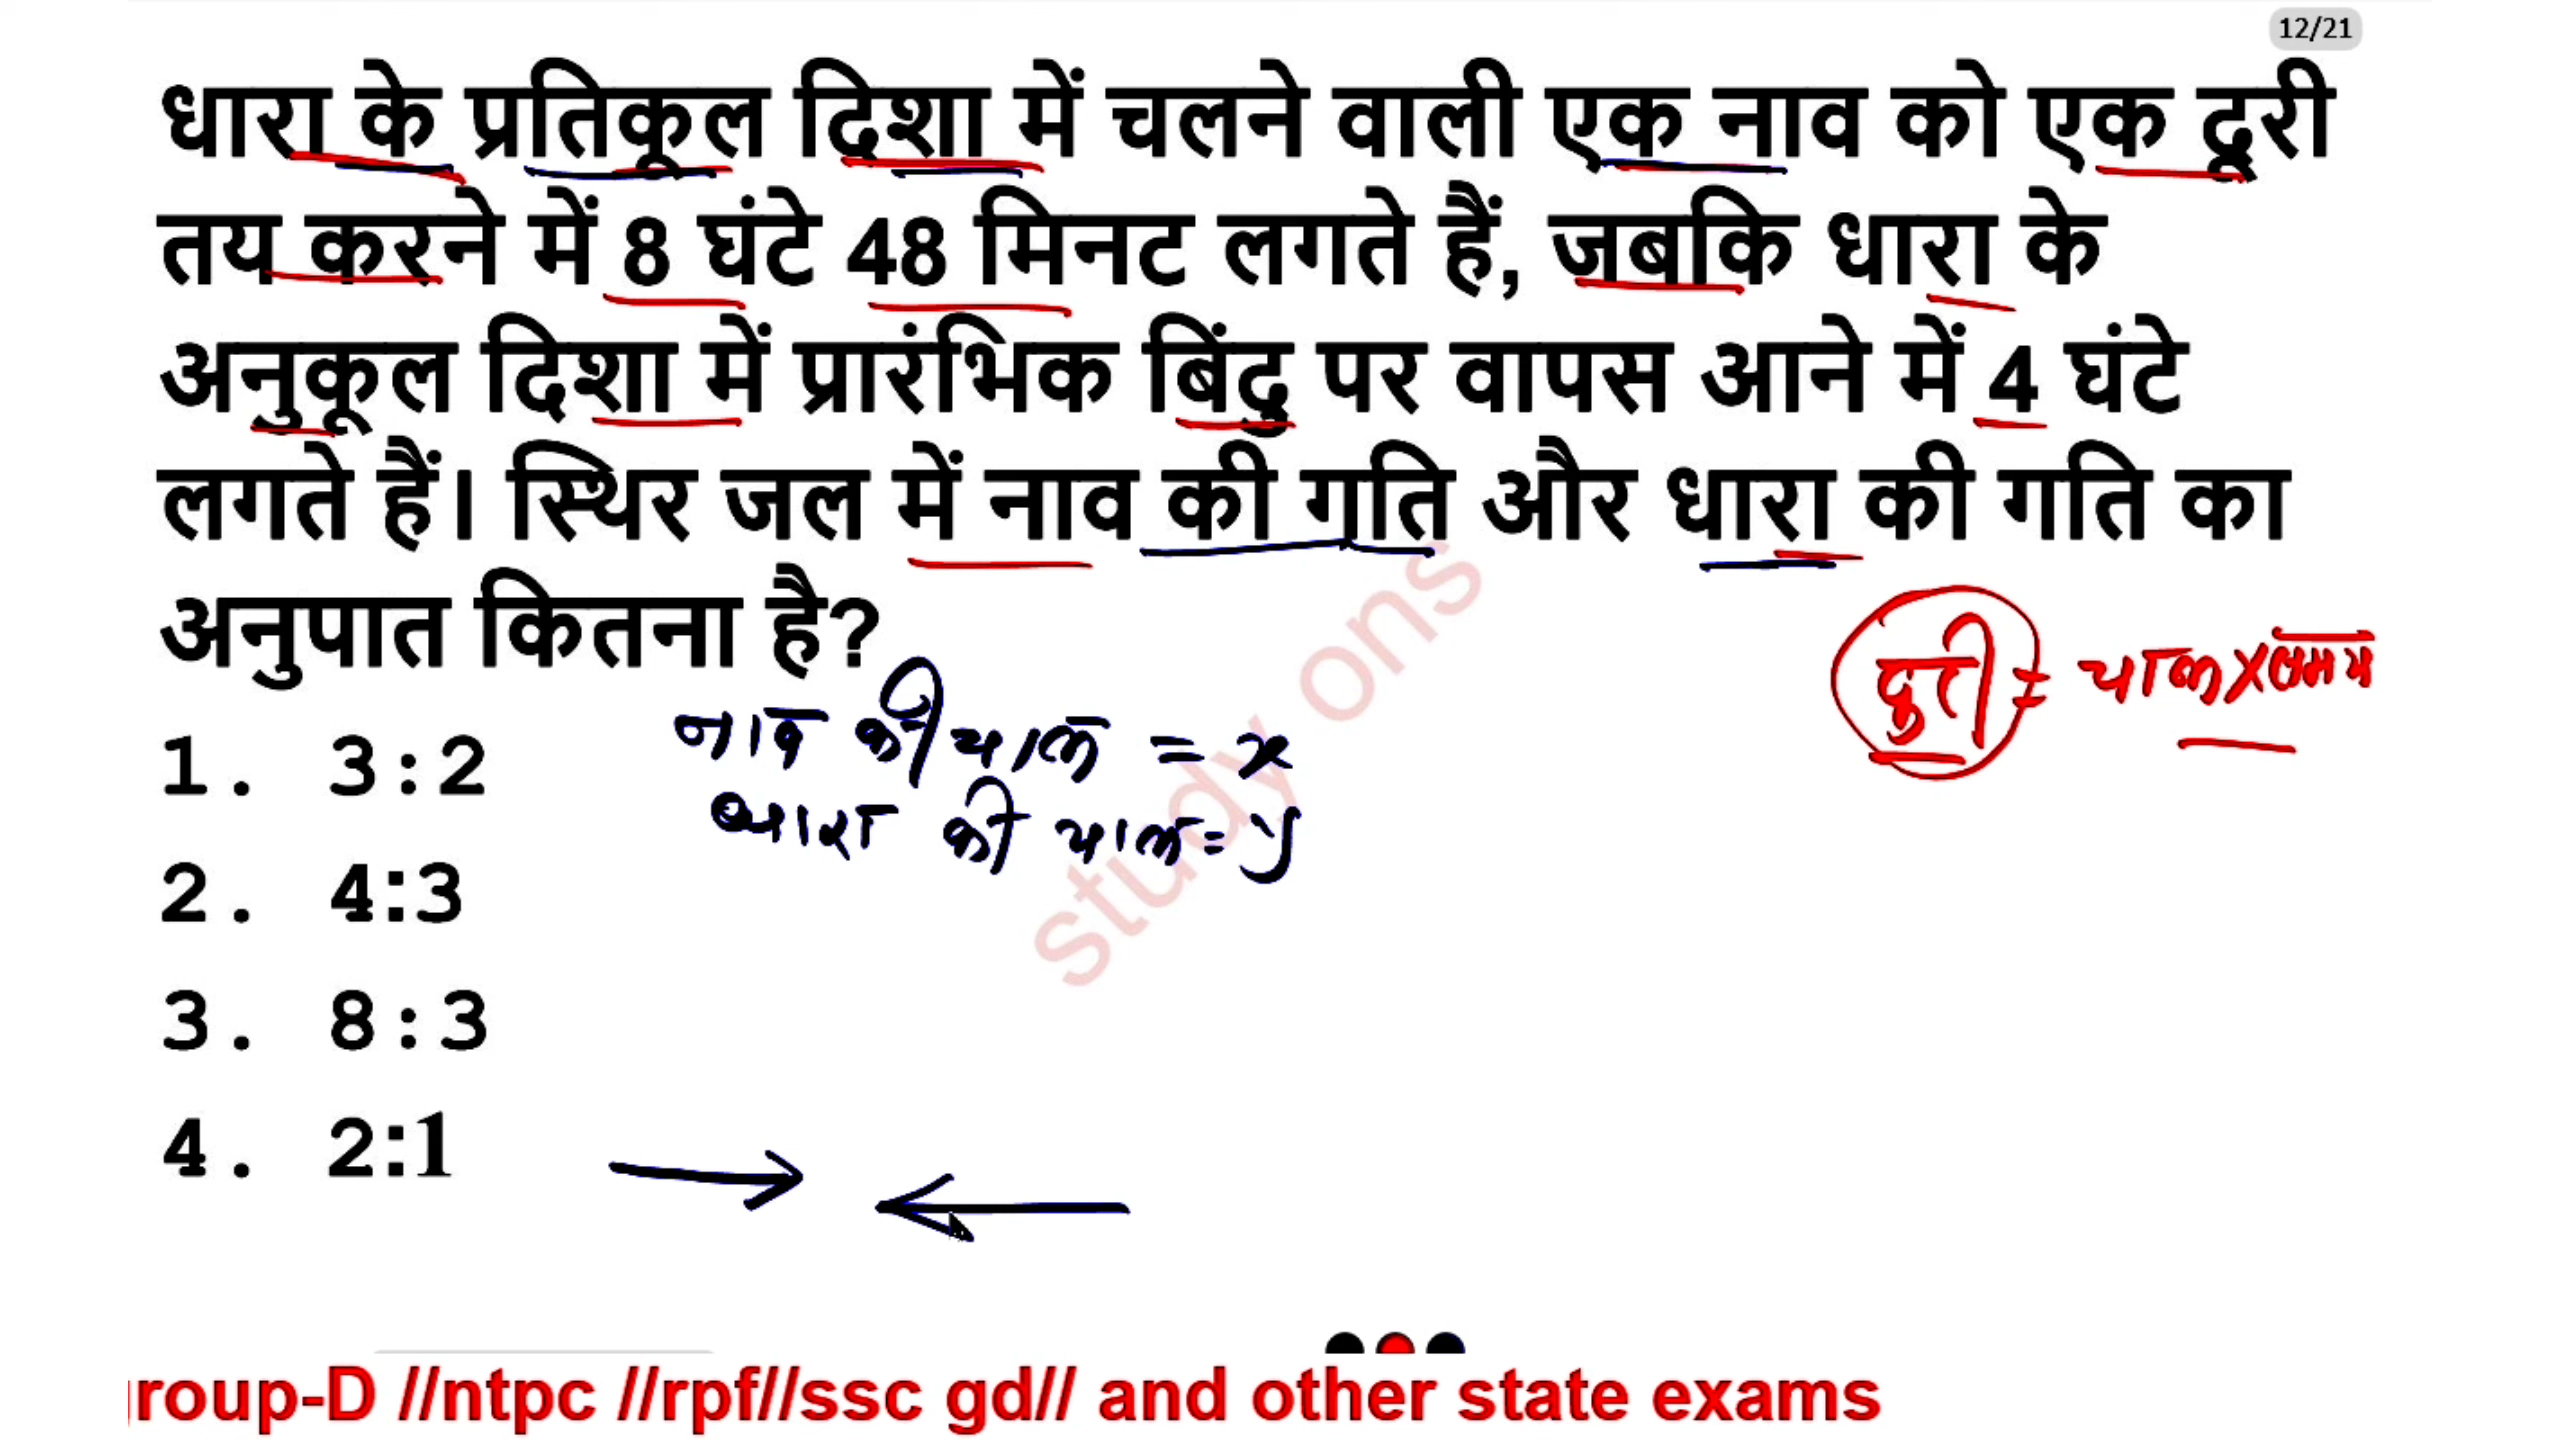 12/21
धारा के प्रतिकूल दिशा में चलने वाली एक नाव को एक दूरी
तय करने में 8 घंटे 48 मिनट लगते हैं, जबकि धारा के
अनुकूल दिशा में प्रारंभिक बिंदु पर वापस आने में 4 घंटे
लगते हैं। स्थिर जल में नाव की गति और धारा की गति का
अनुपात कितना है?
दुरी = चाल X समय
नाव की चाल = x
धारा की चाल = y
1. 3:2
2. 4:3
3. 8:3
4. 2:1
study ons
roup-D //ntpc //rpf//ssc gd// and other state exams